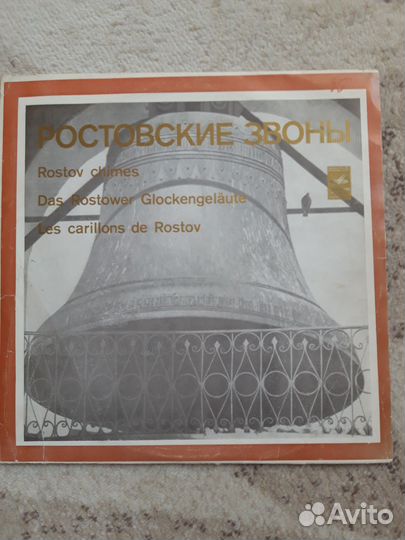 РОСТОВСКИЕ ЗВОНЫ
Rostov chimes
Das Rostower Glockengeläute
Les carillons de Rostov
Avito